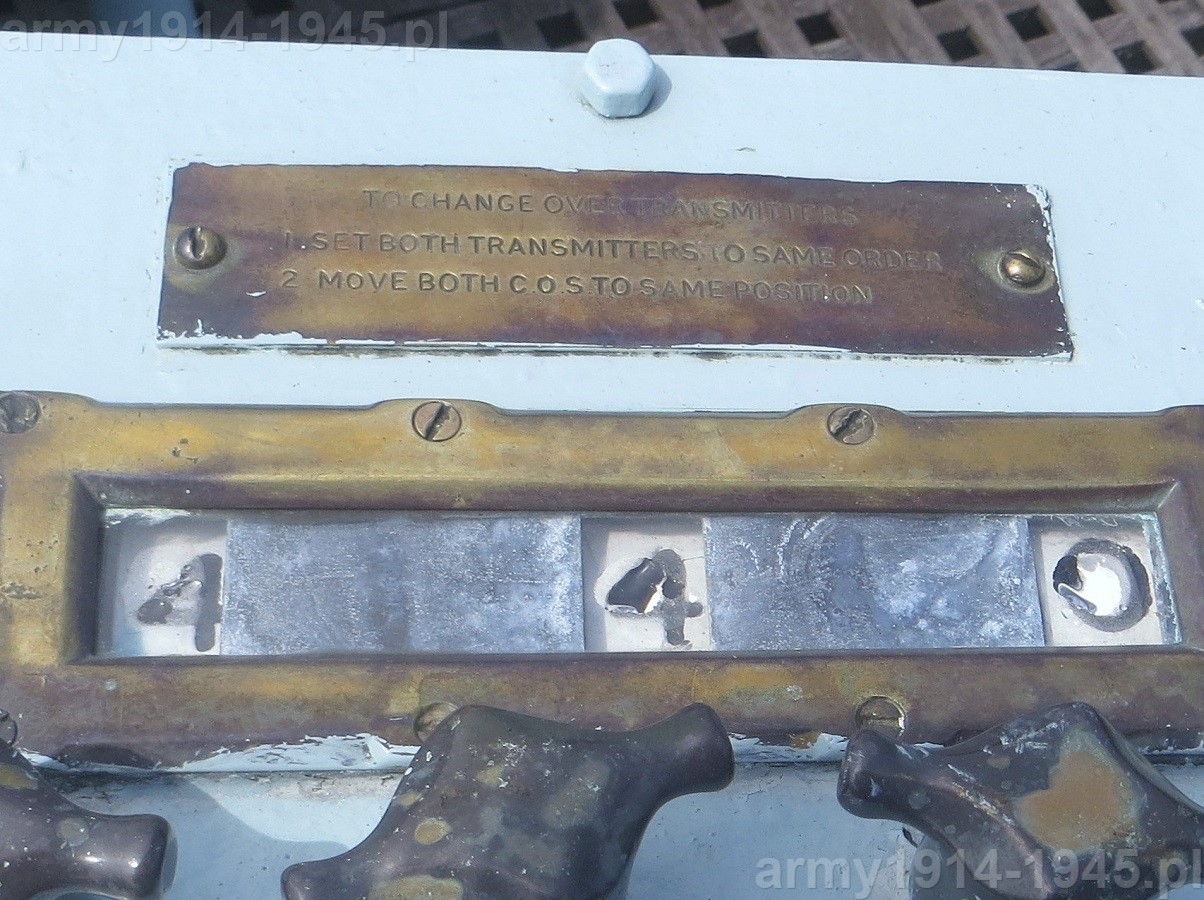 army1914-1945.pl
TO CHANGE OVER TRANSMITTERS
1. SET BOTH TRANSMITTERS TO SAME ORDER
2 MOVE BOTH C.O.S TO SAME POSITION
4 4 0
army1914-1945.pl